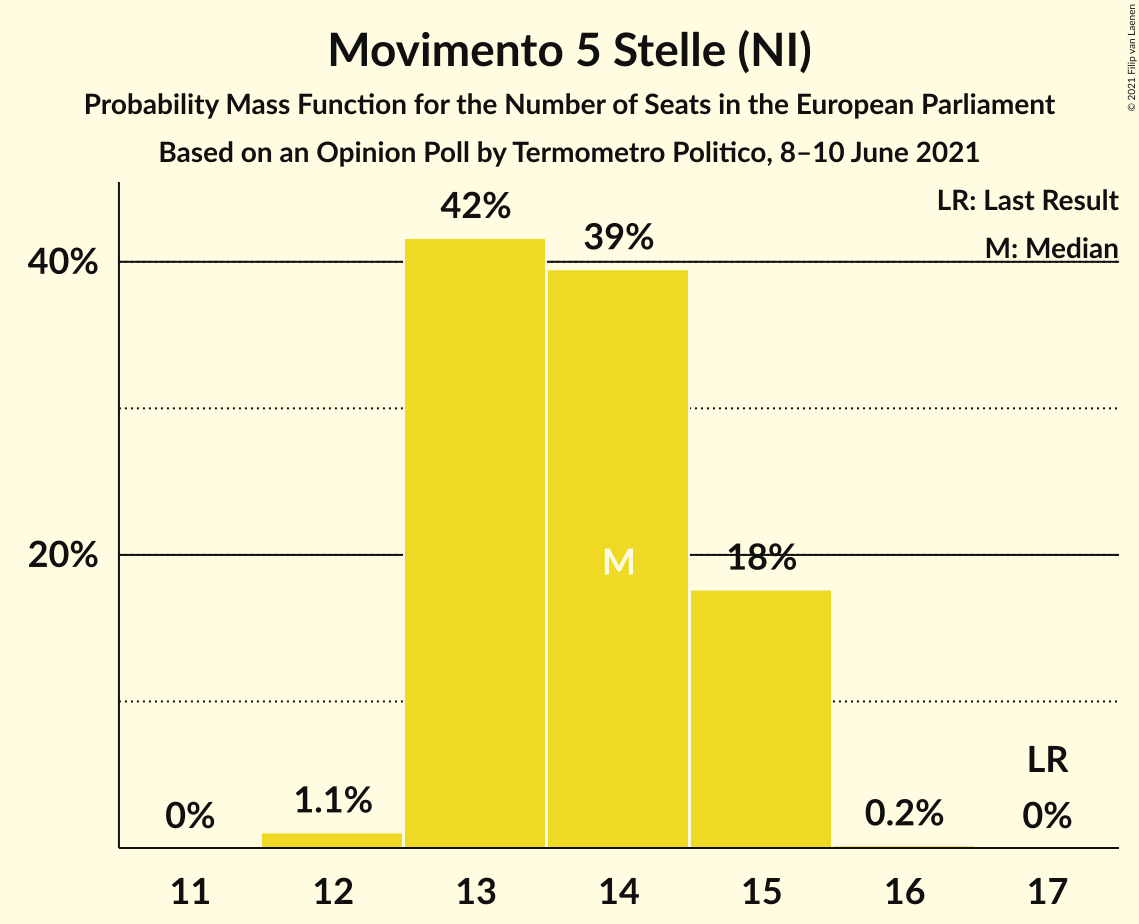 Movimento 5 Stelle (NI)
Probability Mass Function for the Number of Seats in the European Parliament
Based on an Opinion Poll by Termometro Politico, 8–10 June 2021
© 2021 Filip van Laenen
LR: Last Result
M: Median
42%
39%
40%
20%
M
18%
LR
0%
1.1%
0.2%
0%
11 12 13 14 15 16 17